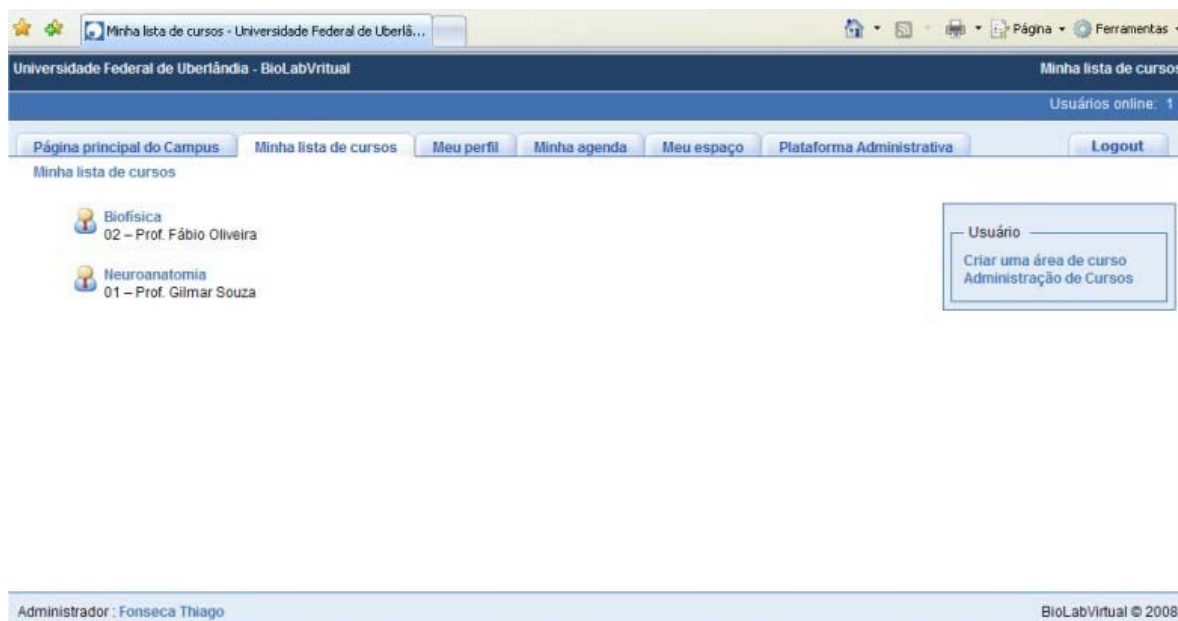 Minha lista de cursos - Universidade Federal de Uberlâ...
Página
Ferramentas
Universidade Federal de Uberlândia - BioLabVritual
Minha lista de cursos
Usuários online: 1
Página principal do Campus
Minha lista de cursos
Meu perfil
Minha agenda
Meu espaço
Plataforma Administrativa
Logout
Minha lista de cursos
Biofísica
02 – Prof. Fábio Oliveira
Neuroanatomia
01 – Prof. Gilmar Souza
Usuário
Criar uma área de curso
Administração de Cursos
Administrador : Fonseca Thiago
BioLabVirtual © 2008